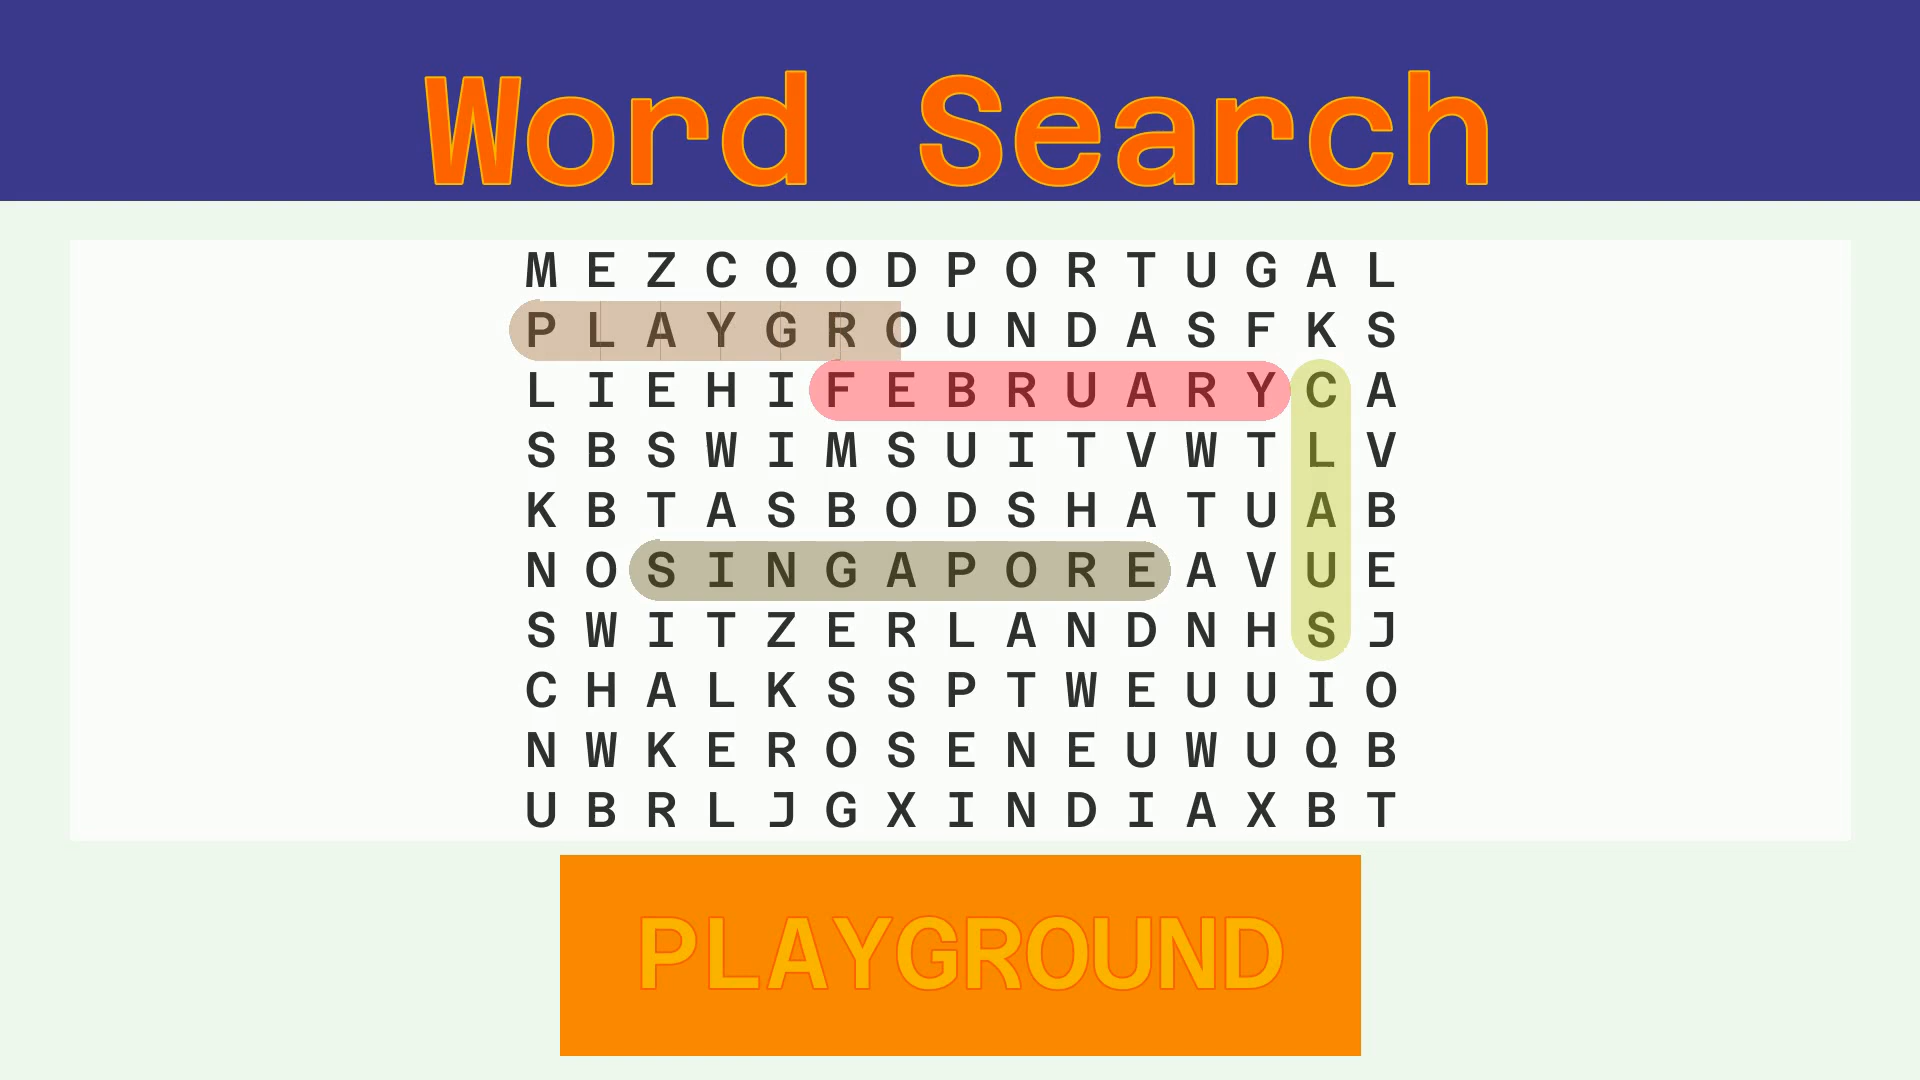 Word Search
M E Z C Q O D P O R T U G A L
P L A Y G R O U N D A S F K S
L I E H I F E B R U A R Y C A
S B S W I M S U I T V W T L V
K B T A S B O D S H A T U A B
N O S I N G A P O R E A V U E
S W I T Z E R L A N D N H S J
C H A L K S S P T W E U U I O
N W K E R O S E N E U W U Q B
U B R L J G X I N D I A X B T
PLAYGROUND